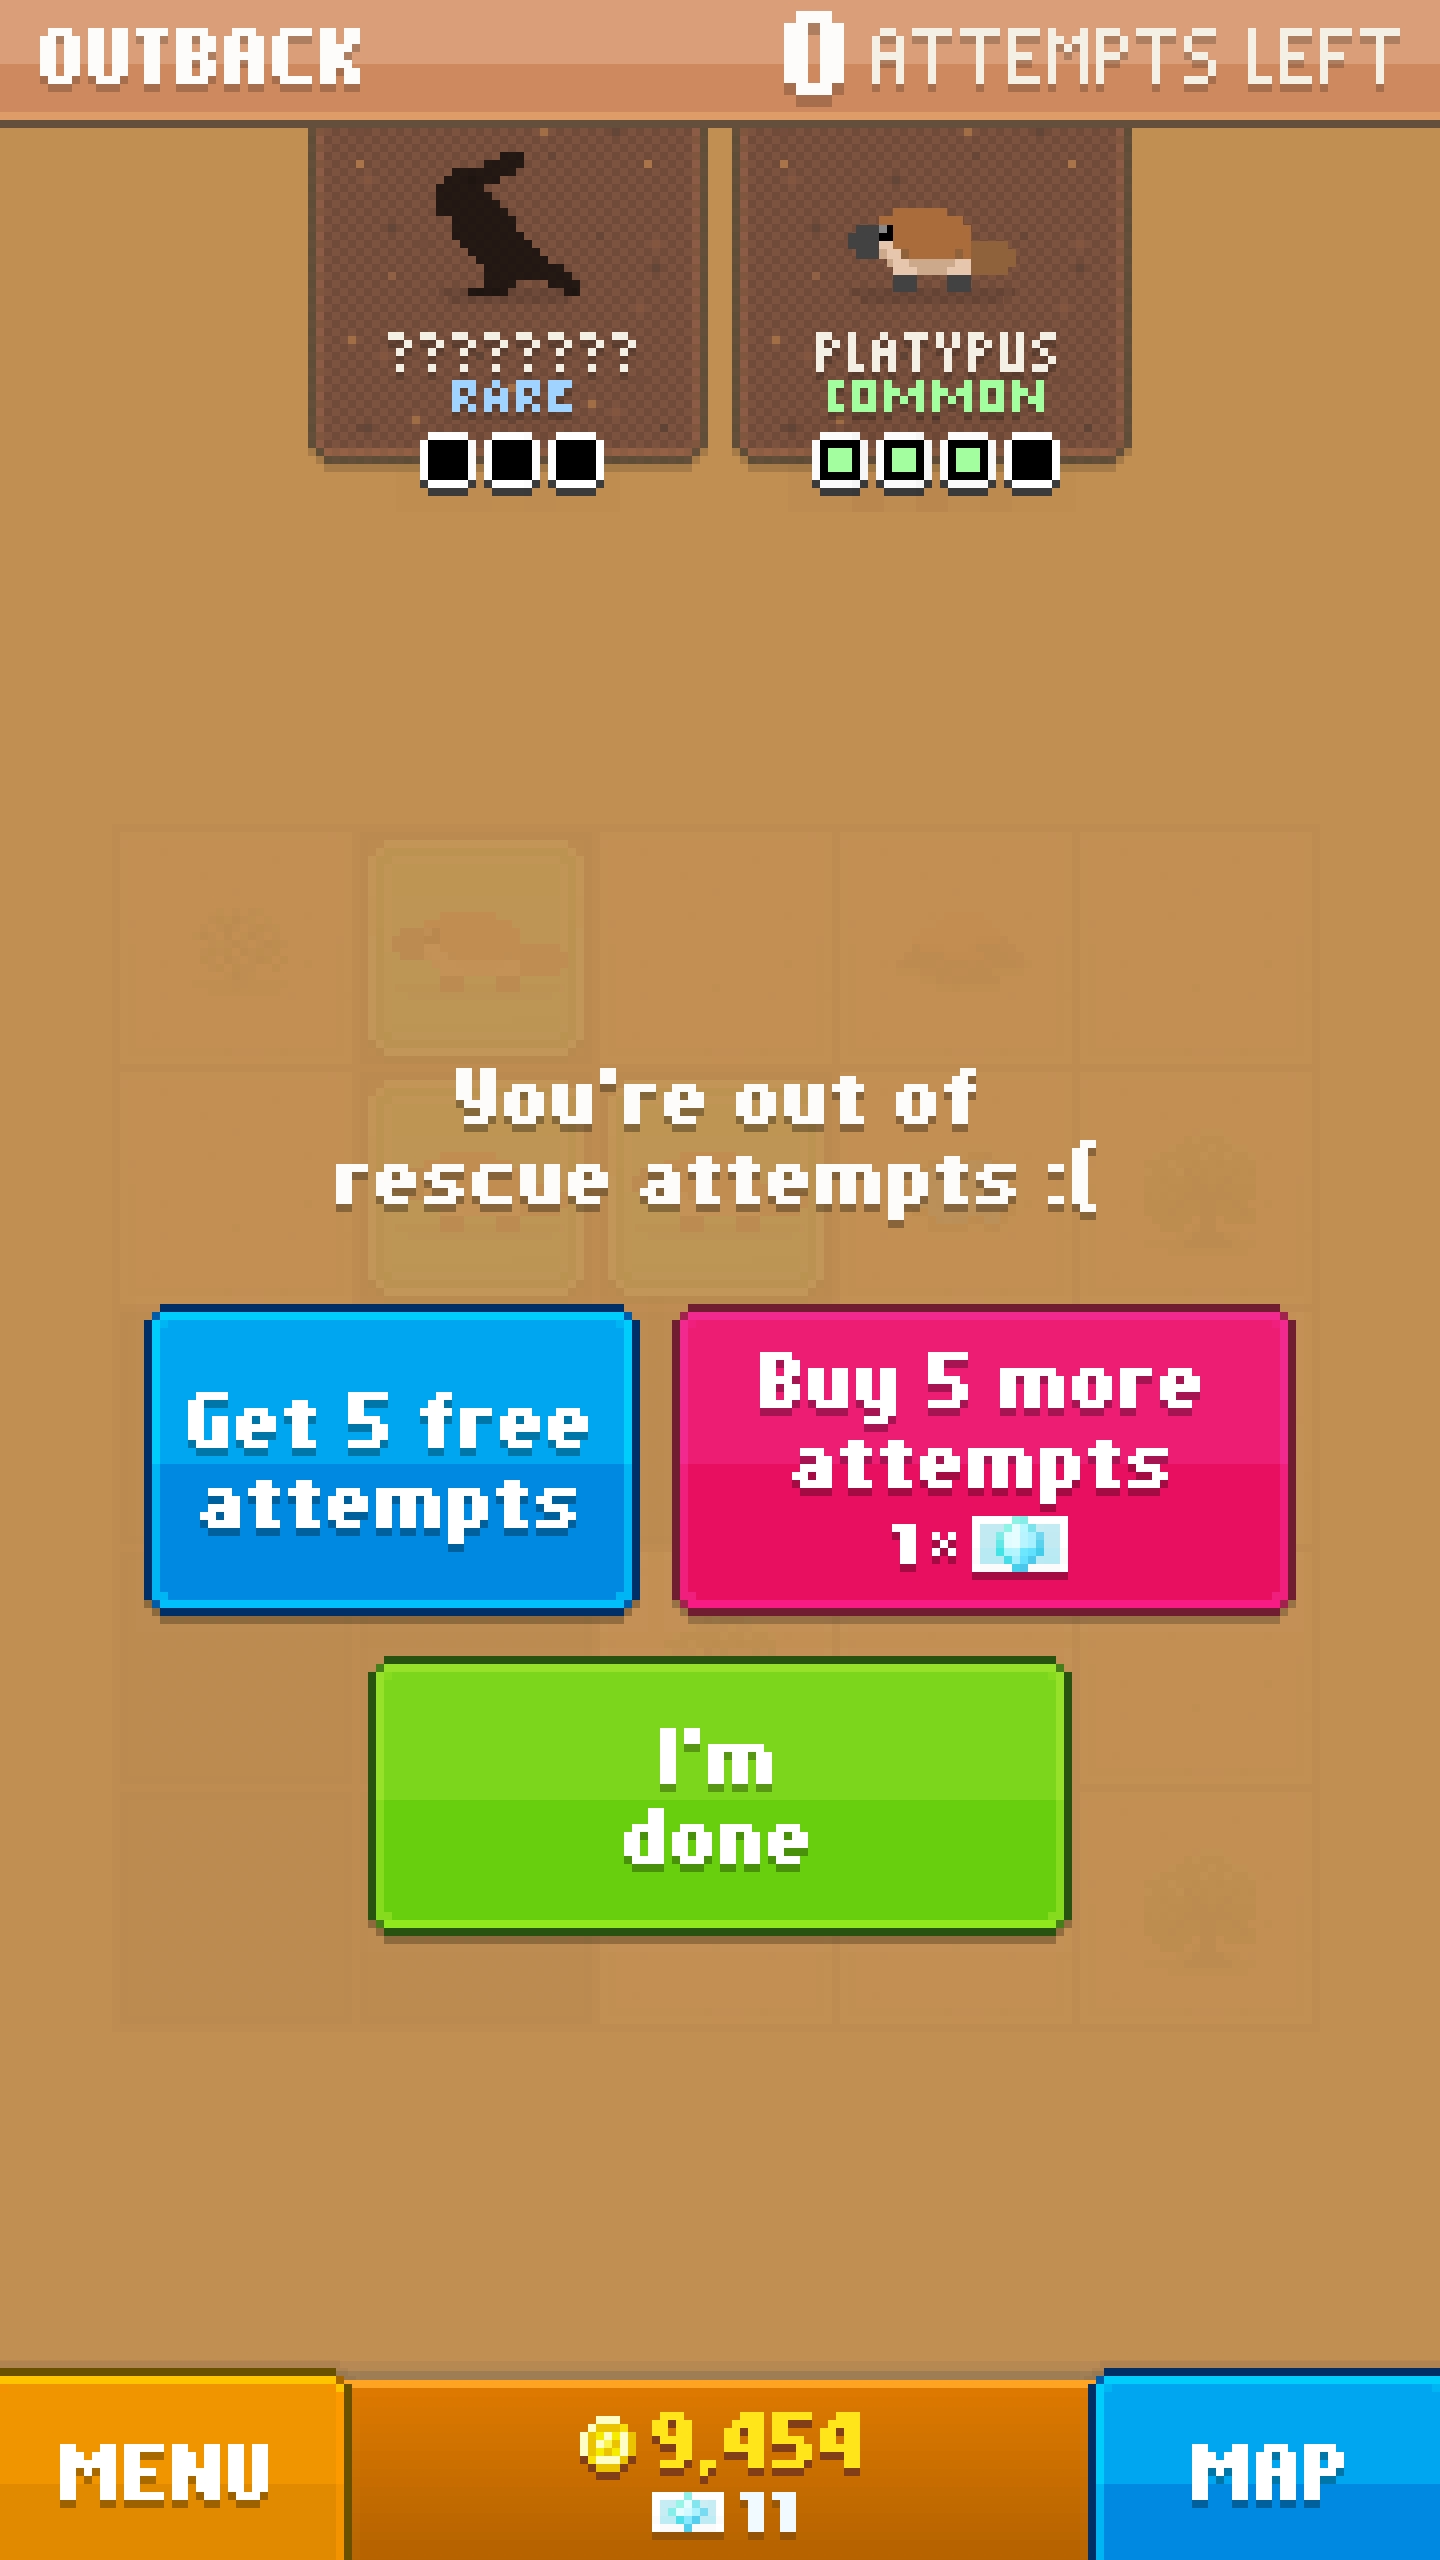 OUTBACK
0 ATTEMPTS LEFT
????????
RARE
PLATYPUS
COMMON
You're out of
rescue attempts :(
Get 5 free
attempts
Buy 5 more
attempts
1×
I'm
done
MENU
9,454
11
MAP